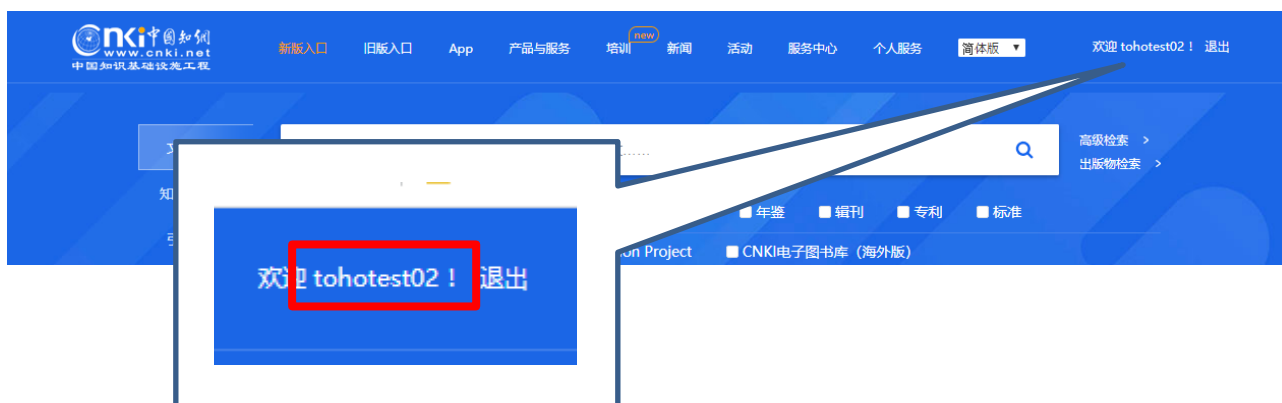 cnki中国知网
www.cnki.net
中国知识基础设施工程
新版入口 旧版入口 App 产品与服务 培训 new 新闻 活动 服务中心 个人服务 简体版 欢迎 tohotest02！ 退出
......
高级检索 >
出版物检索 >
知
年鉴 辑刊 专利 标准
Project CNKI电子图书库（海外版）
欢迎 tohotest02！ 退出